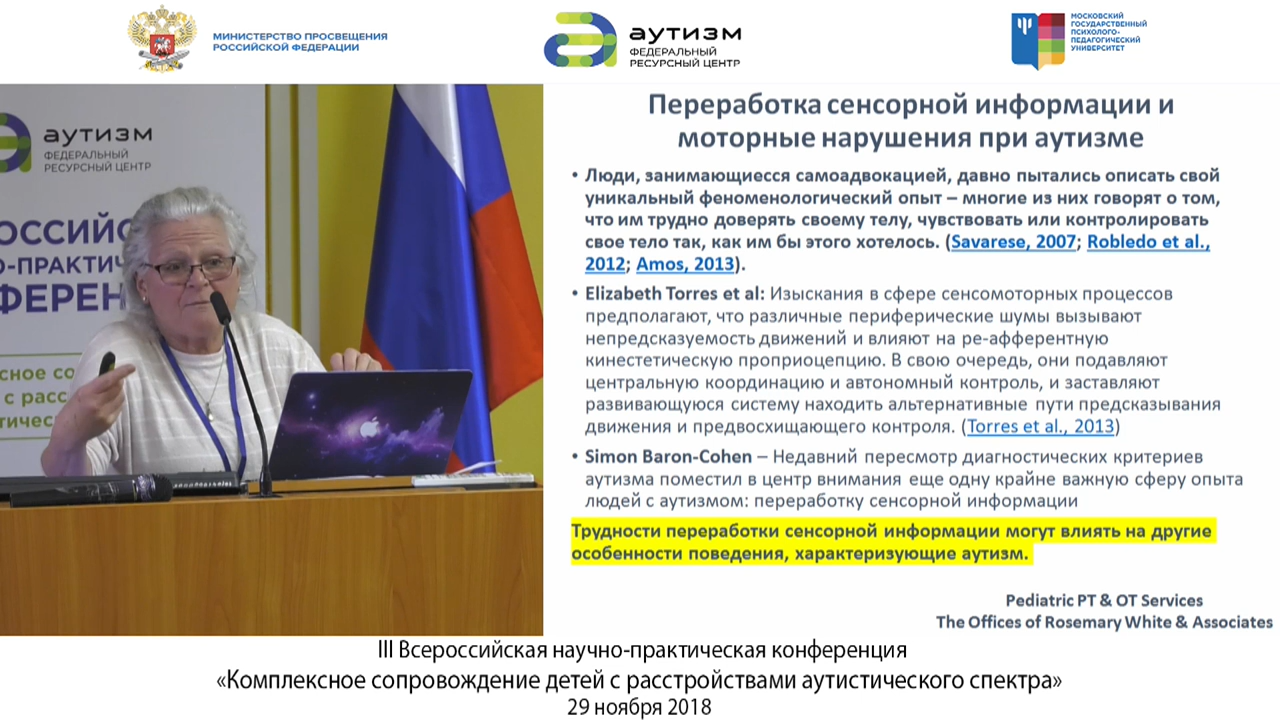 МИНИСТЕРСТВО ПРОСВЕЩЕНИЯ
РОССИЙСКОЙ ФЕДЕРАЦИИ
аутизм
ФЕДЕРАЛЬНЫЙ
РЕСУРСНЫЙ ЦЕНТР
МОСКОВСКИЙ
ГОСУДАРСТВЕННЫЙ
ПСИХОЛОГО-
ПЕДАГОГИЧЕСКИЙ
УНИВЕРСИТЕТ
аутизм
ФЕДЕРАЛЬНЫЙ
РЕСУРСНЫЙ ЦЕНТР
Переработка сенсорной информации и
моторные нарушения при аутизме
• Люди, занимающиеся самоадвокацией, давно пытались описать свой
уникальный феноменологический опыт – многие из них говорят о том,
что им трудно доверять своему телу, чувствовать или контролировать
свое тело так, как им бы этого хотелось. (Savarese, 2007; Robledo et al.,
2012; Amos, 2013).
• Elizabeth Torres et al: Изыскания в сфере сенсомоторных процессов
предполагают, что различные периферические шумы вызывают
непредсказуемость движений и влияют на ре-афферентную
кинестетическую проприоцепцию. В свою очередь, они подавляют
центральную координацию и автономный контроль, и заставляют
развивающуюся систему находить альтернативные пути предсказывания
движения и предвосхищающего контроля. (Torres et al., 2013)
• Simon Baron-Cohen – Недавний пересмотр диагностических критериев
аутизма поместил в центр внимания еще одну крайне важную сферу опыта
людей с аутизмом: переработку сенсорной информации
Трудности переработки сенсорной информации могут влиять на другие
особенности поведения, характеризующие аутизм.
Pediatric PT & OT Services
The Offices of Rosemary White & Associates
III Всероссийская научно-практическая конференция
«Комплексное сопровождение детей с расстройствами аутистического спектра»
29 ноября 2018